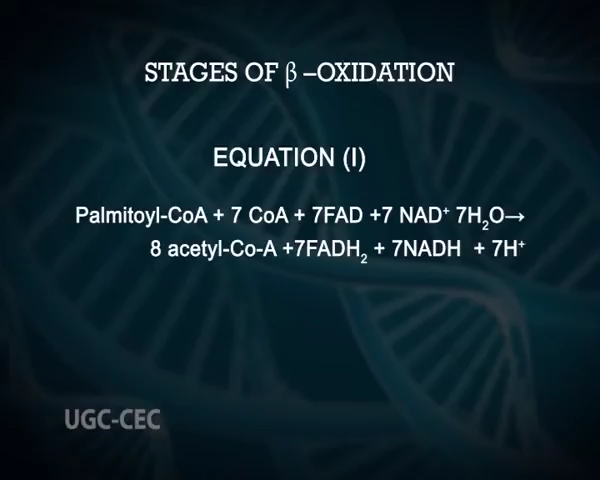 STAGES OF β –OXIDATION
EQUATION (I)
Palmitoyl-CoA + 7 CoA + 7FAD +7 NAD⁺ 7H₂O→
8 acetyl-Co-A +7FADH₂ + 7NADH + 7H⁺
UGC-CEC